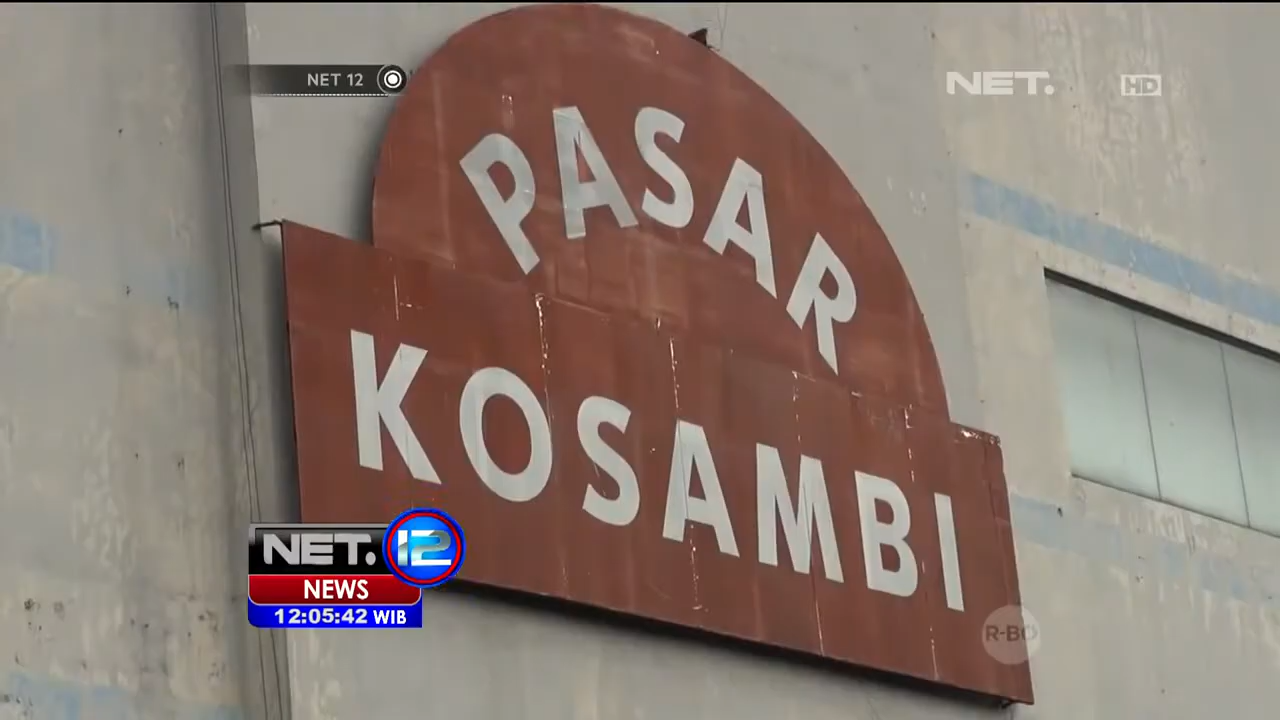 NET 12
NET. HD
PASAR
KOSAMBI
NET. 12
NEWS
12:05:42 WIB
R-BO